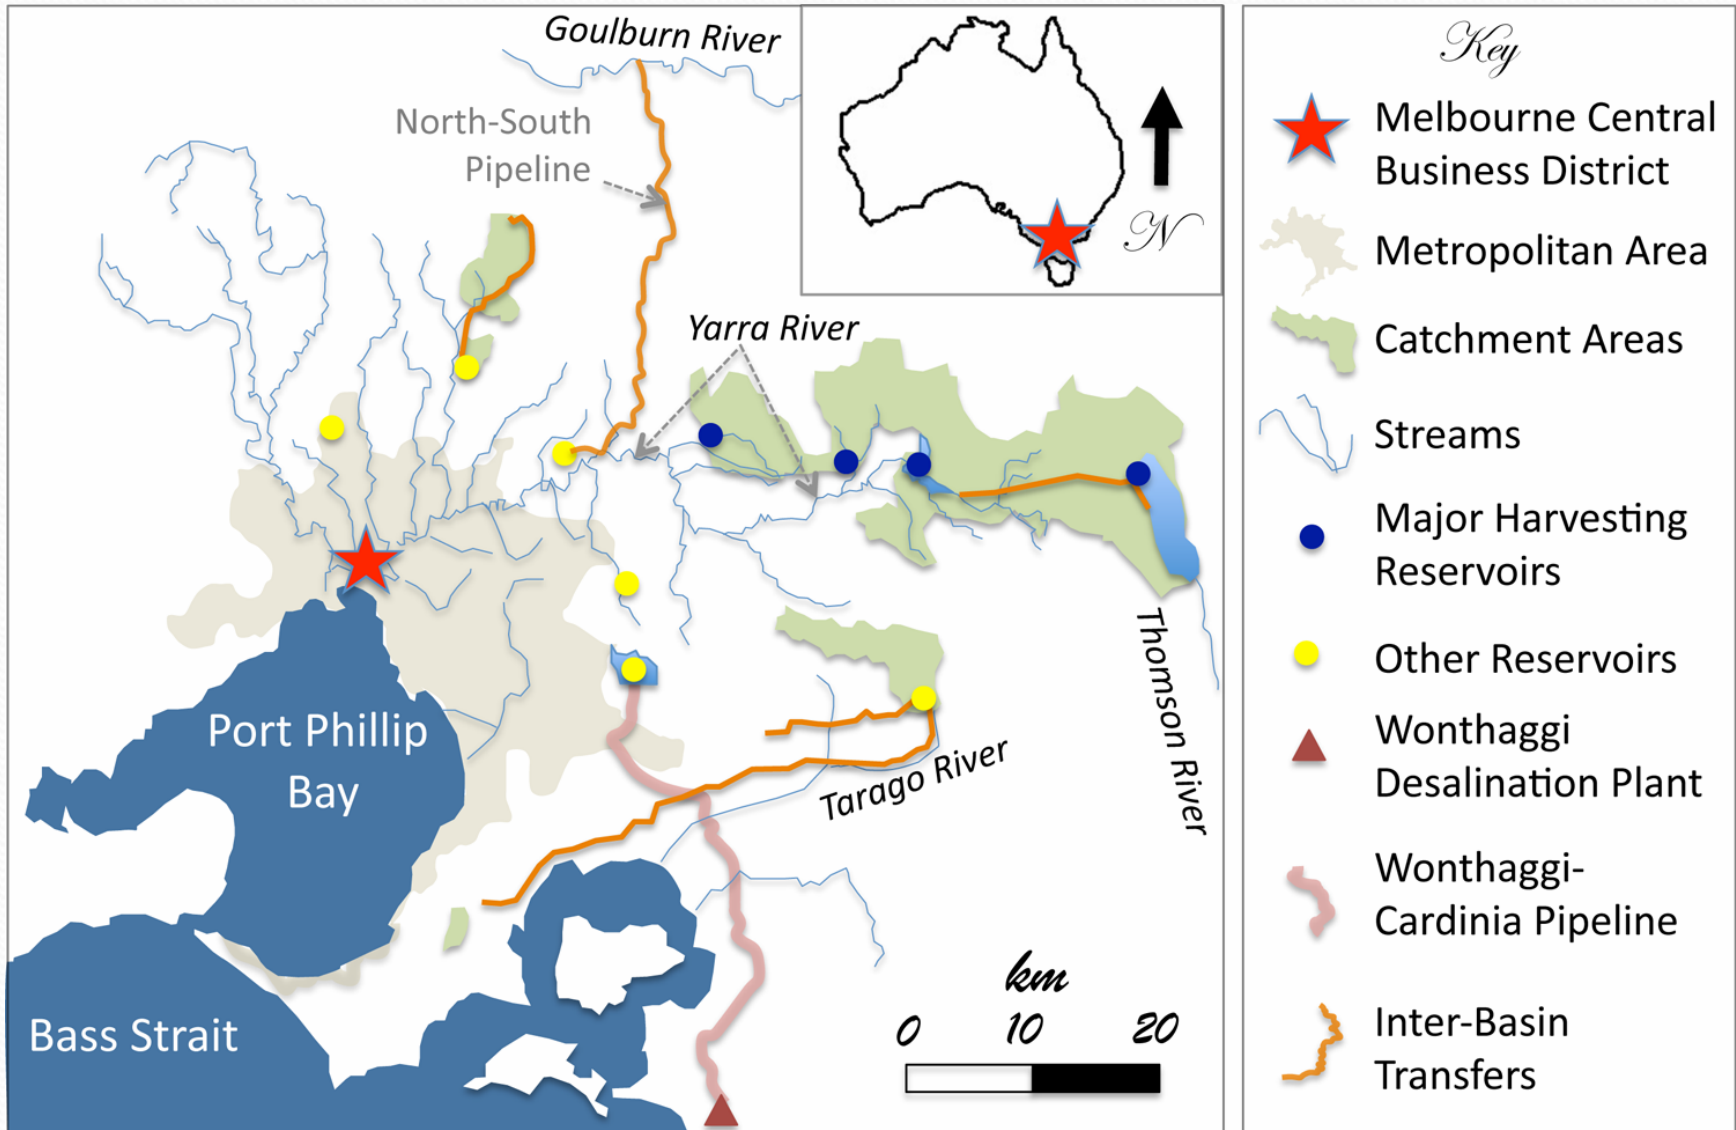 Goulburn River
North-South
Pipeline
N
Yarra River
Thomson River
Port Phillip
Bay
Tarago River
Bass Strait
km
0 10 20
Key
Melbourne Central
Business District
Metropolitan Area
Catchment Areas
Streams
Major Harvesting
Reservoirs
Other Reservoirs
Wonthaggi
Desalination Plant
Wonthaggi-
Cardinia Pipeline
Inter-Basin
Transfers